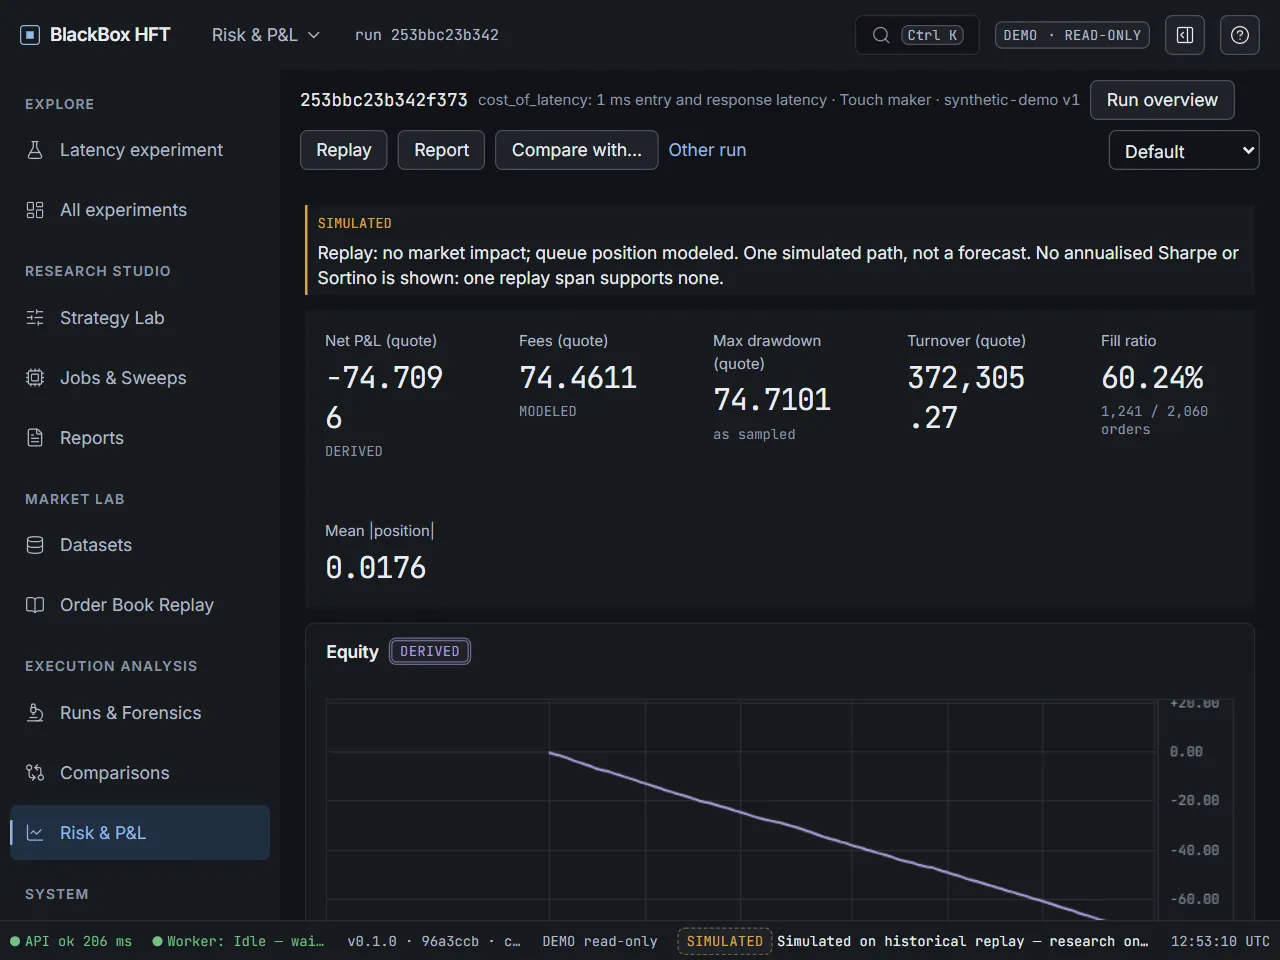 BlackBox HFT
Risk & P&L
run 253bbc23b342
Ctrl K
DEMO · READ-ONLY
EXPLORE
Latency experiment
All experiments
RESEARCH STUDIO
Strategy Lab
Jobs & Sweeps
Reports
MARKET LAB
Datasets
Order Book Replay
EXECUTION ANALYSIS
Runs & Forensics
Comparisons
Risk & P&L
SYSTEM
253bbc23b342f373 cost_of_latency: 1 ms entry and response latency · Touch maker · synthetic-demo v1
Run overview
Replay
Report
Compare with...
Other run
Default
SIMULATED
Replay: no market impact; queue position modeled. One simulated path, not a forecast. No annualised Sharpe or
Sortino is shown: one replay span supports none.
Net P&L (quote)
-74.709
6
DERIVED
Fees (quote)
74.4611
MODELED
Max drawdown
(quote)
74.7101
as sampled
Turnover (quote)
372,305
.27
Fill ratio
60.24%
1,241 / 2,060
orders
Mean |position|
0.0176
Equity
DERIVED
+20.00
0.00
-20.00
-40.00
-60.00
API ok 206 ms
Worker: Idle — wai…
v0.1.0 · 96a3ccb · c…
DEMO read-only
SIMULATED
Simulated on historical replay — research on…
12:53:10 UTC